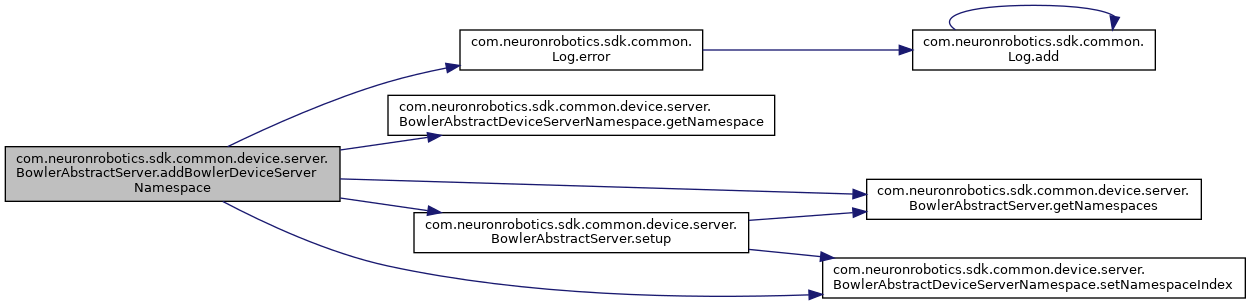 com.neuronrobotics.sdk.common.device.server.
BowlerAbstractServer.addBowlerDeviceServer
Namespace
com.neuronrobotics.sdk.common.
Log.error
com.neuronrobotics.sdk.common.
Log.add
com.neuronrobotics.sdk.common.device.server.
BowlerAbstractDeviceServerNamespace.getNamespace
com.neuronrobotics.sdk.common.device.server.
BowlerAbstractServer.getNamespaces
com.neuronrobotics.sdk.common.device.server.
BowlerAbstractServer.setup
com.neuronrobotics.sdk.common.device.server.
BowlerAbstractDeviceServerNamespace.setNamespaceIndex